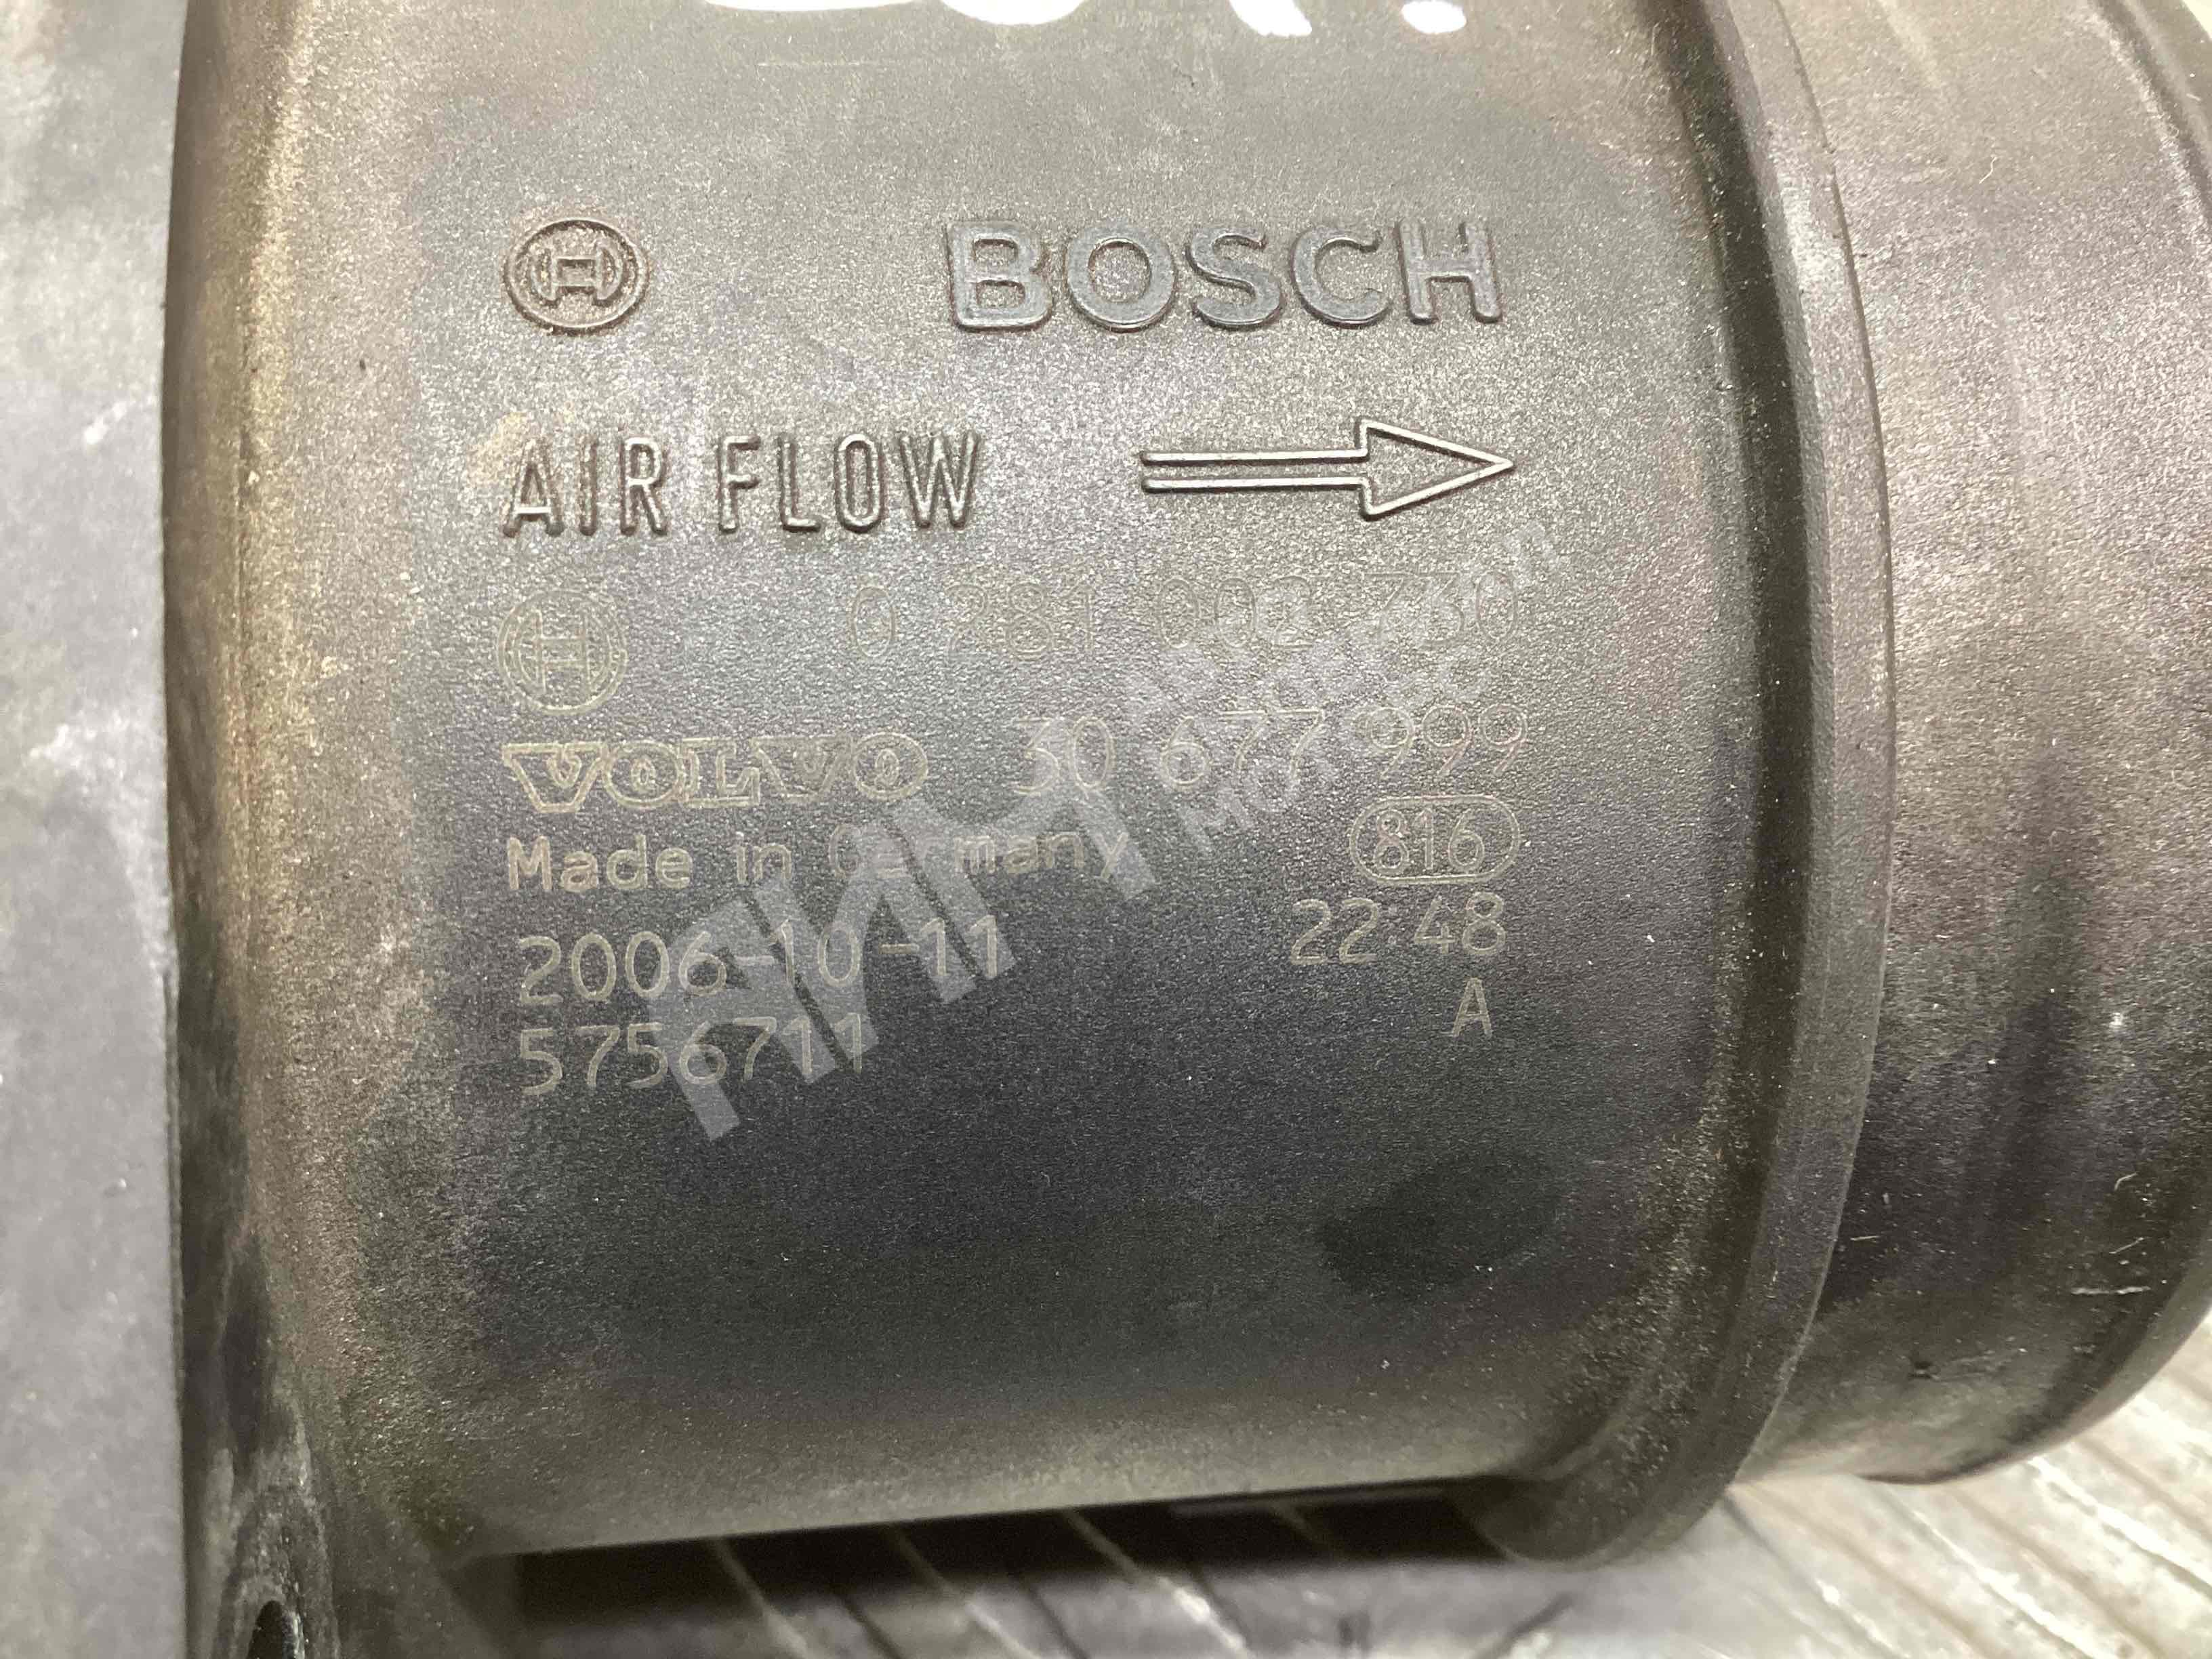 BOSCH
AIR FLOW
0 281 002 730
VOLVO 30 677 999
Made in Germany 816
2006-10-11 22:48
A
5756711